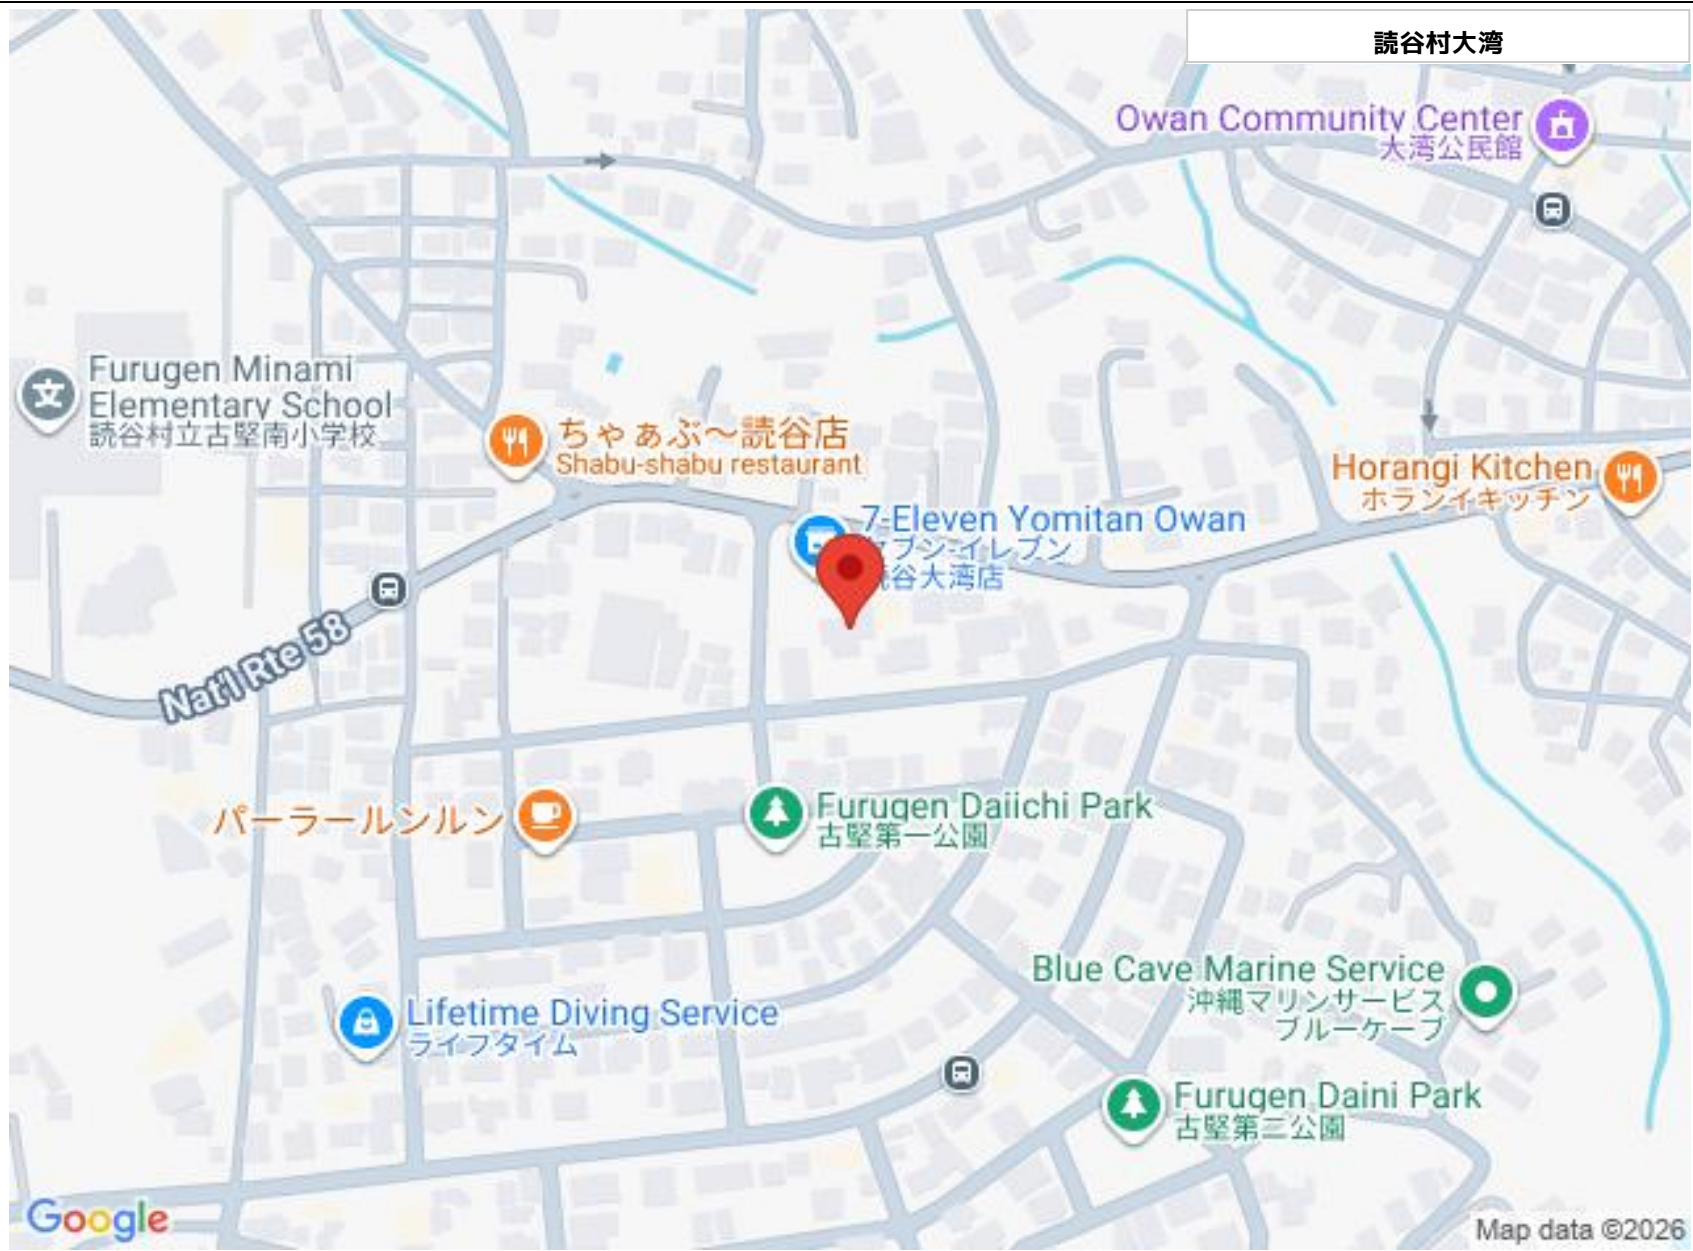 読谷村大湾
Owan Community Center
大湾公民館
Furugen Minami
Elementary School
読谷村立古堅南小学校
ちゃぁぶ～読谷店
Shabu-shabu restaurant
Horangi Kitchen
ホランイキッチン
7-Eleven Yomitan Owan
セブン-イレブン
読谷大湾店
Nat'l Rte 58
パーラールンルン
Furugen Daiichi Park
古堅第一公園
Blue Cave Marine Service
沖縄マリンサービス
ブルーケーブ
Lifetime Diving Service
ライフタイム
Furugen Daini Park
古堅第二公園
Google
Map data ©2026